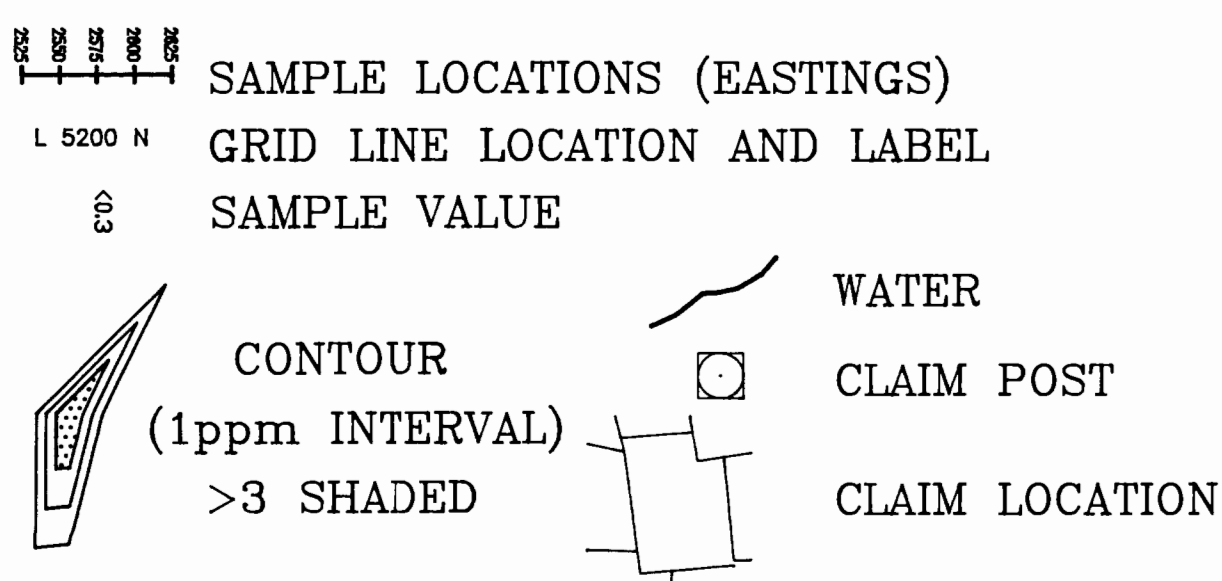 2525 2550 2575 2600 2625
SAMPLE LOCATIONS (EASTINGS)
L 5200 N GRID LINE LOCATION AND LABEL
<0.3 SAMPLE VALUE
WATER
CONTOUR
(1ppm INTERVAL)
>3 SHADED
CLAIM POST
CLAIM LOCATION